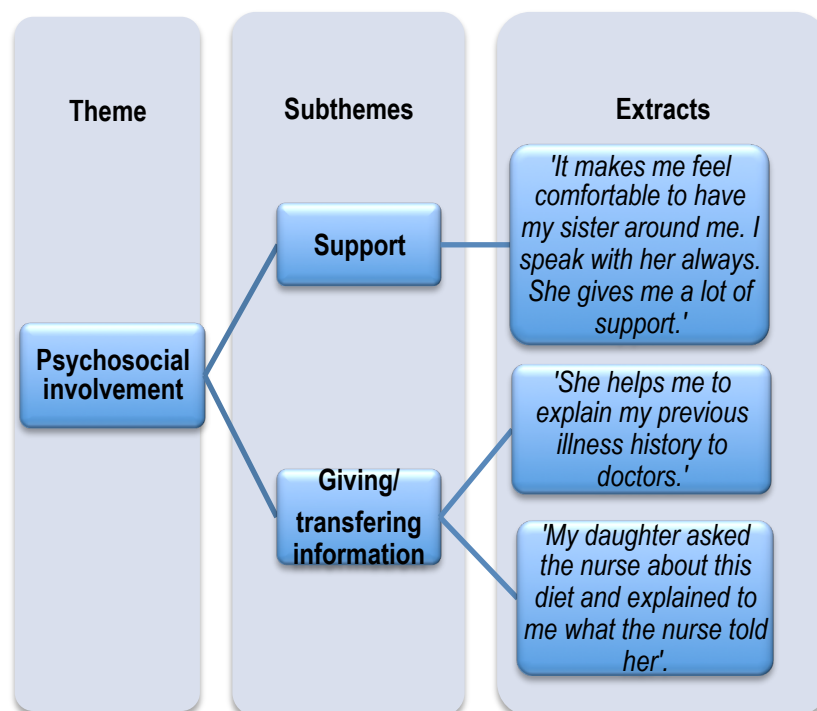 Theme
Subthemes
Extracts
Psychosocial
involvement
Support
Giving/
transfering
information
'It makes me feel
comfortable to have
my sister around me. I
speak with her always.
She gives me a lot of
support.'
'She helps me to
explain my previous
illness history to
doctors.'
'My daughter asked
the nurse about this
diet and explained to
me what the nurse told
her'.